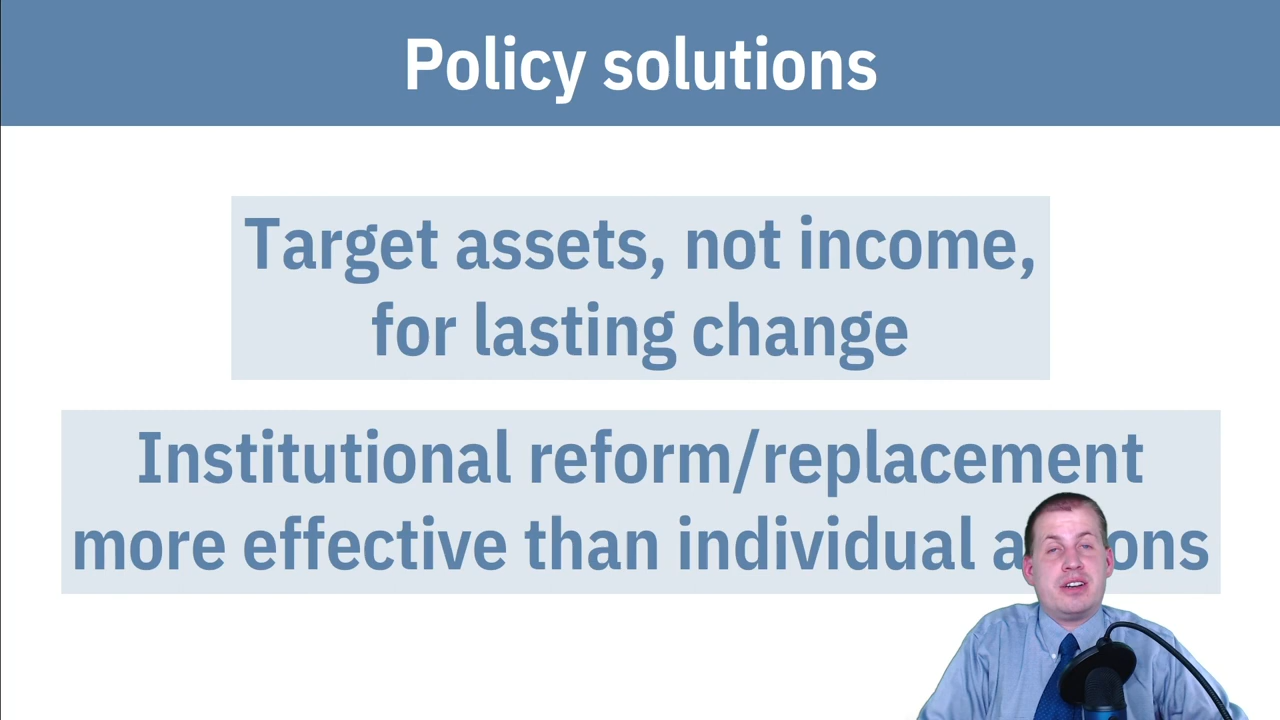 Policy solutions
Target assets, not income,
for lasting change
Institutional reform/replacement
more effective than individual